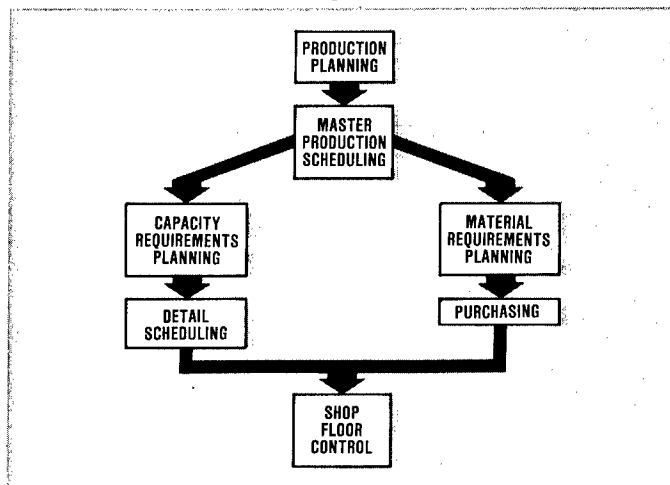 PRODUCTION
PLANNING
MASTER
PRODUCTION
SCHEDULING
CAPACITY
REQUIREMENTS
PLANNING
MATERIAL
REQUIREMENTS
PLANNING
DETAIL
SCHEDULING
PURCHASING
SHOP
FLOOR
CONTROL